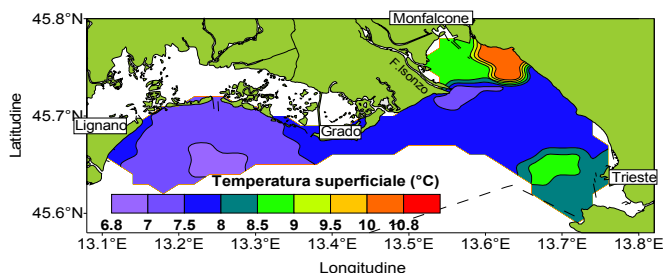 Monfalcone
45.8°N
F. Isonzo
45.7°N
Latitudine
Lignano
Grado
Trieste
Temperatura superficiale (°C)
45.6°N
6.8 7 7.5 8 8.5 9 9.5 10 10.8
13.1°E 13.2°E 13.3°E 13.4°E 13.5°E 13.6°E 13.7°E 13.8°E
Longitudine